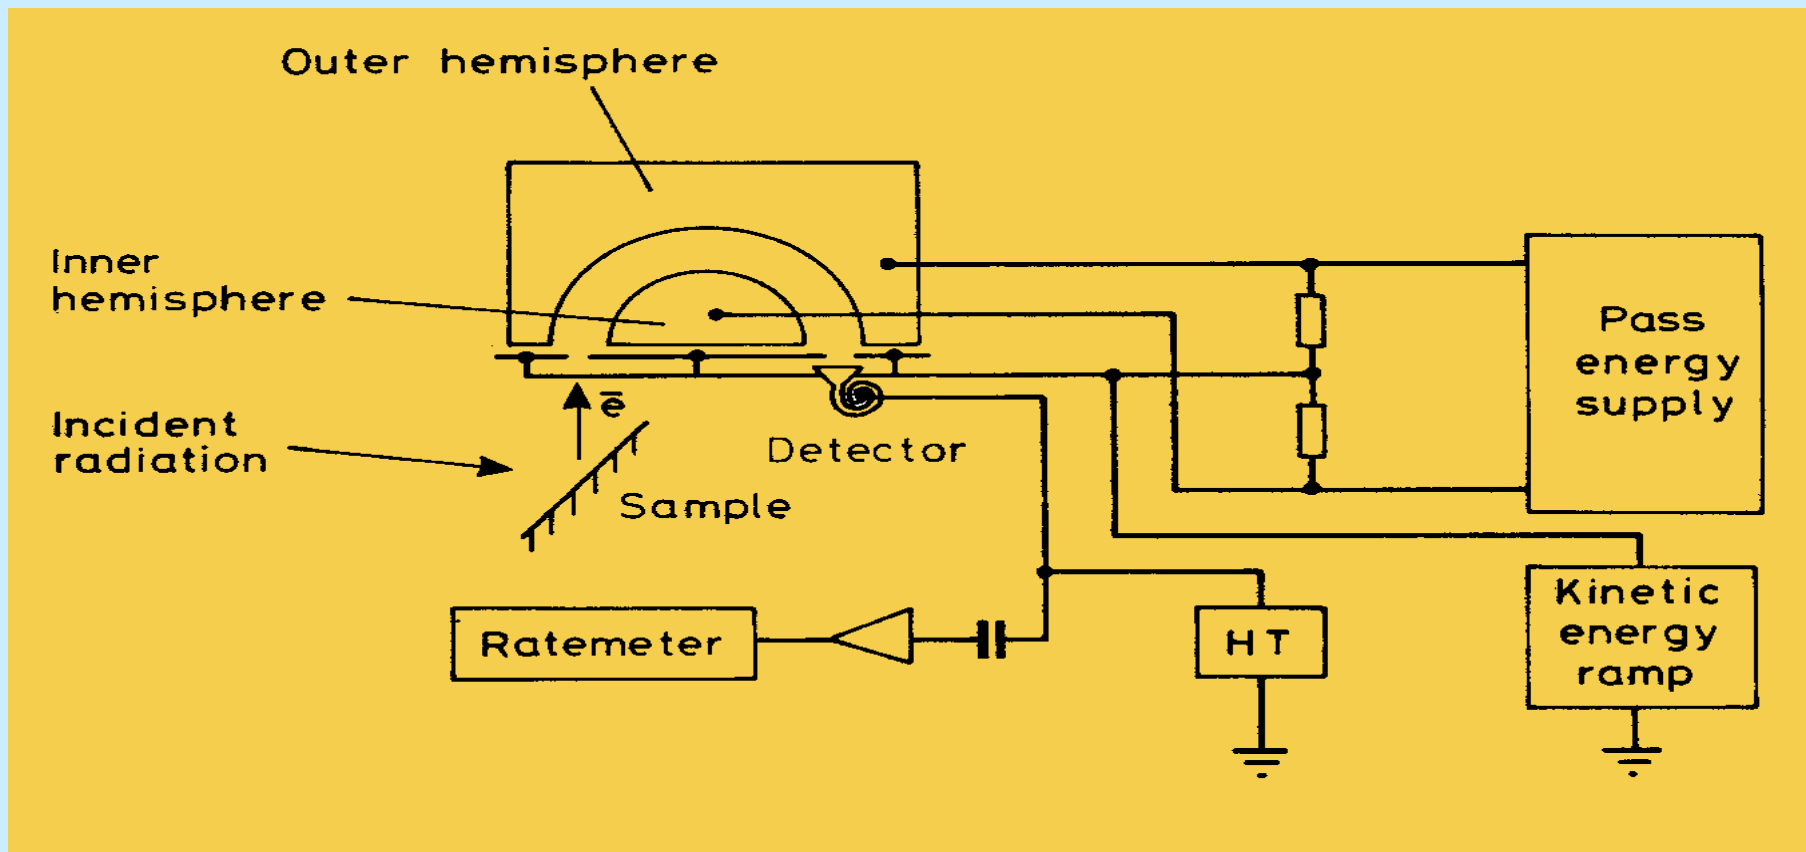 Outer hemisphere
Inner
hemisphere
Pass
energy
supply
e̅
Incident
radiation
Detector
Sample
Kinetic
energy
ramp
Ratemeter
HT